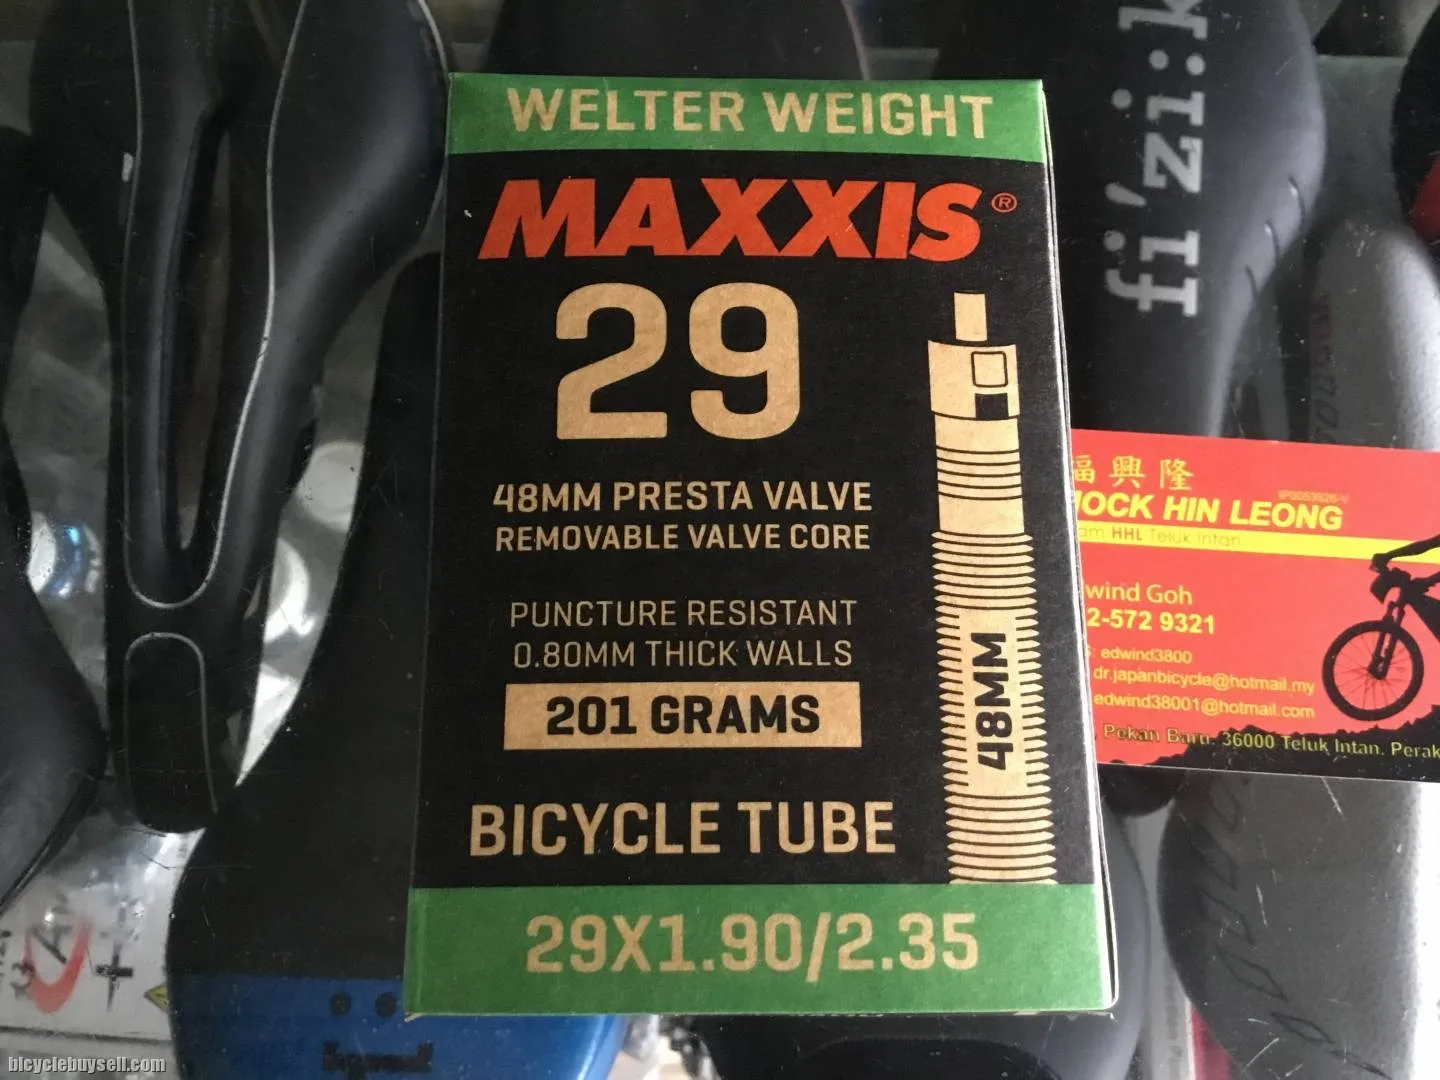 WELTER WEIGHT
MAXXIS®
29
48MM PRESTA VALVE
REMOVABLE VALVE CORE
PUNCTURE RESISTANT
0.80MM THICK WALLS
201 GRAMS
BICYCLE TUBE
29X1.90/2.35
48MM
fi'zi:k
福興隆
HOCK HIN LEONG
HHL Teluk Intan
wind Goh
2-572 9321
edwind3800
dr.japanbicycle@hotmail.my
edwind38001@hotmail.com
Pekan Baru. 36000 Teluk Intan. Perak
bicyclebuysell.com